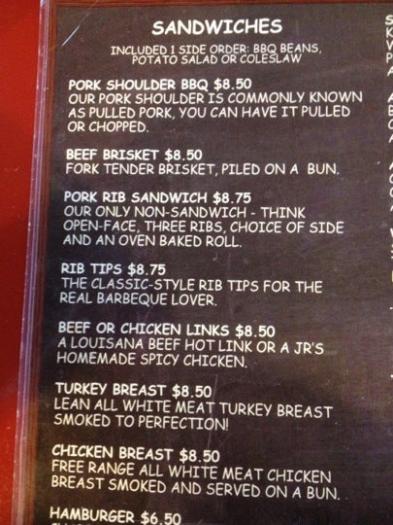 SANDWICHES
INCLUDED 1 SIDE ORDER: BBQ BEANS,
POTATO SALAD OR COLESLAW
PORK SHOULDER BBQ $8.50
OUR PORK SHOULDER IS COMMONLY KNOWN
AS PULLED PORK, YOU CAN HAVE IT PULLED
OR CHOPPED.
BEEF BRISKET $8.50
FORK TENDER BRISKET, PILED ON A BUN.
PORK RIB SANDWICH $8.75
OUR ONLY NON-SANDWICH - THINK
OPEN-FACE, THREE RIBS, CHOICE OF SIDE
AND AN OVEN BAKED ROLL.
RIB TIPS $8.75
THE CLASSIC-STYLE RIB TIPS FOR THE
REAL BARBEQUE LOVER.
BEEF OR CHICKEN LINKS $8.50
A LOUISANA BEEF HOT LINK OR A JR'S
HOMEMADE SPICY CHICKEN.
TURKEY BREAST $8.50
LEAN ALL WHITE MEAT TURKEY BREAST
SMOKED TO PERFECTION!
CHICKEN BREAST $8.50
FREE RANGE ALL WHITE MEAT CHICKEN
BREAST SMOKED AND SERVED ON A BUN.
HAMBURGER $6.50